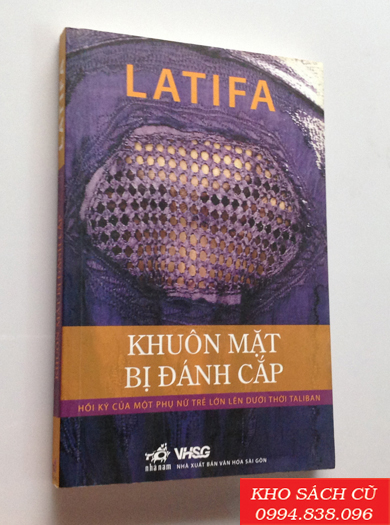 LATIFA
LATIFA
KHUÔN MẶT
BỊ ĐÁNH CẮP
HỒI KÝ CỦA MỘT PHỤ NỮ TRẺ LỚN LÊN DƯỚI THỜI TALIBAN
nhã nam
VHSG
NHÀ XUẤT BẢN VĂN HÓA SÀI GÒN
KHO SÁCH CŨ
0994.838.096